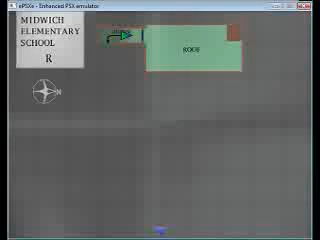 ePSXe - Enhanced PSX emulator
MIDWICH
ELEMENTARY
SCHOOL
R
ROOF
N